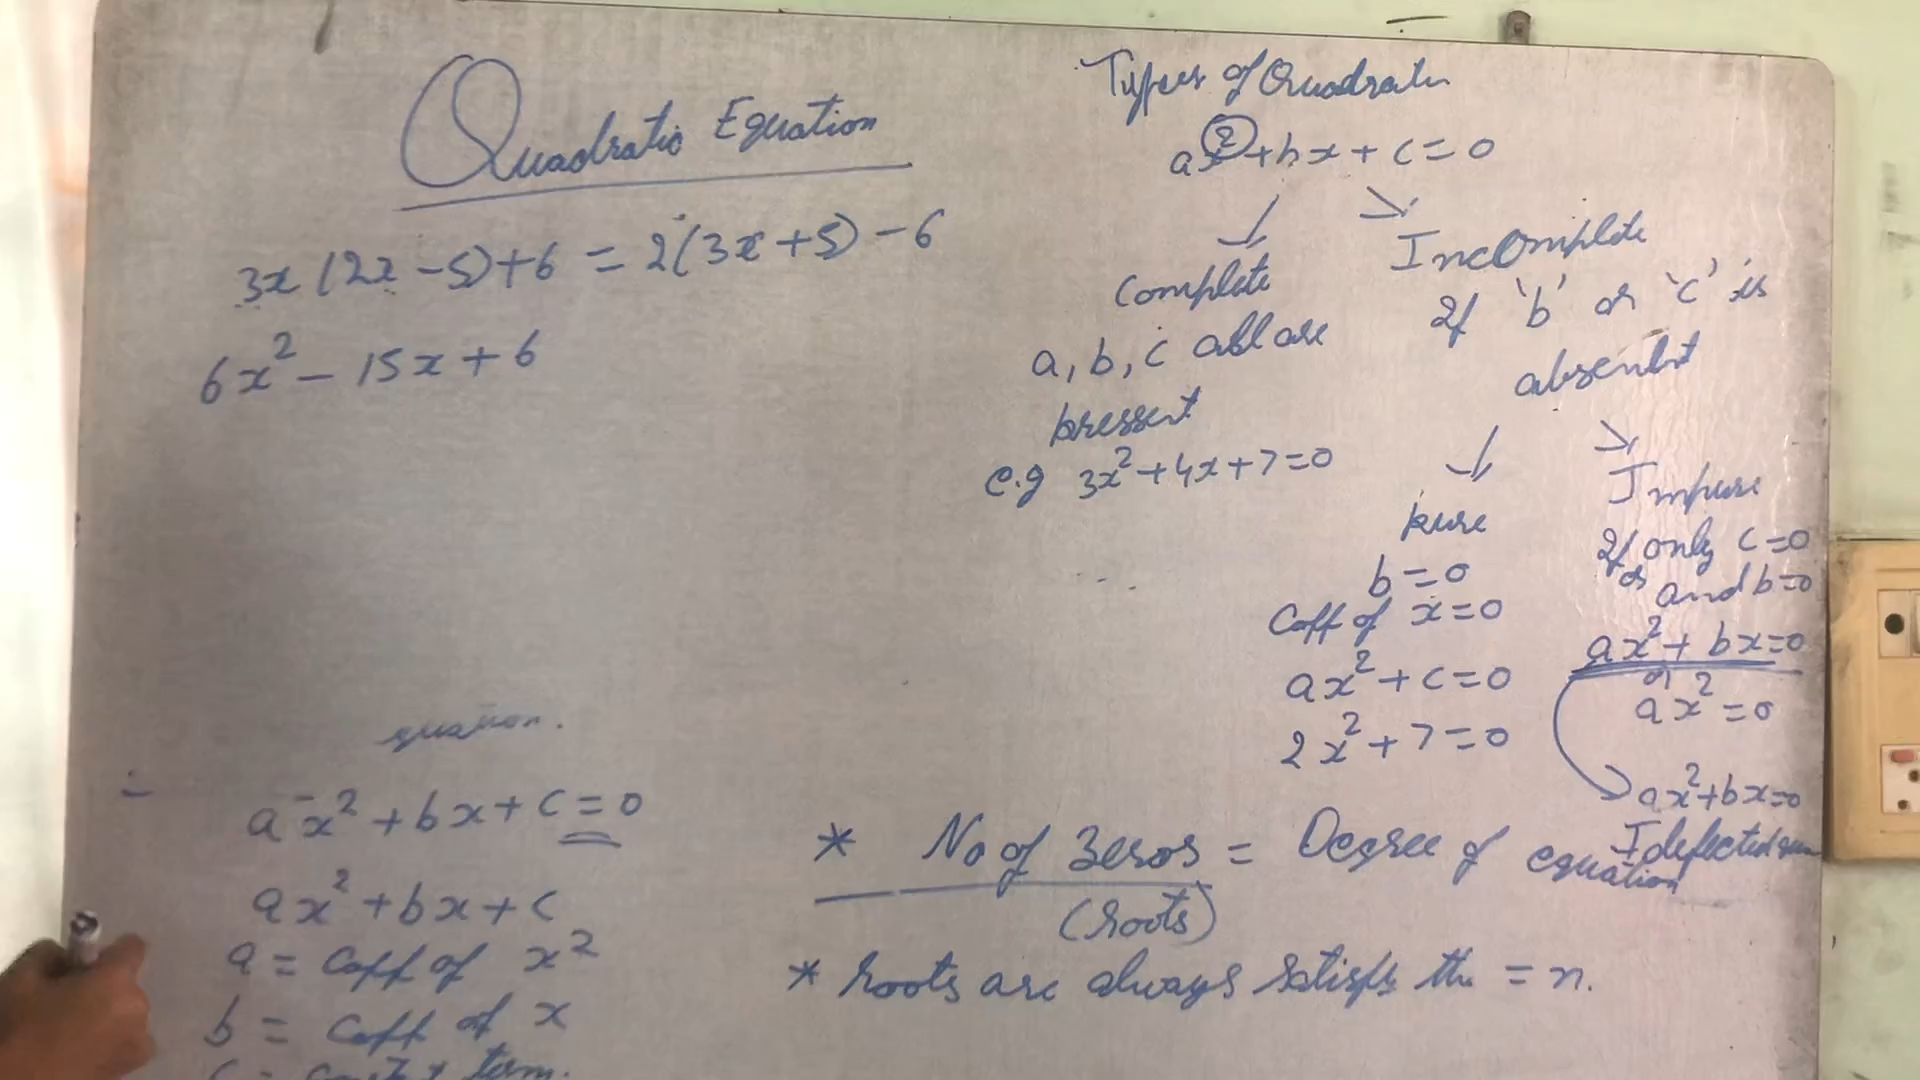 Quadratic Equation
3x(2x-5)+6 = 2(3x+5)-6
6x² - 15x + 6
ax² + bx + c = 0
ax² + bx + c
a = Coff of x²
b = Coff of x
term.
Types of
ax² + bx + c = 0
Complete
a, b, c all are
pressent
e.g 3x² + 4x + 7 = 0
Incomplete
If 'b' or 'c' is
absent
pure
b = 0
Coff of x = 0
ax² + c = 0
2x² + 7 = 0
Impure
If only c = 0
or and b = 0
ax² + bx = 0
or
ax² = 0
ax² + bx = 0
* No of zeros = Degree of equation
(roots)
* roots are always satisfy the = n.